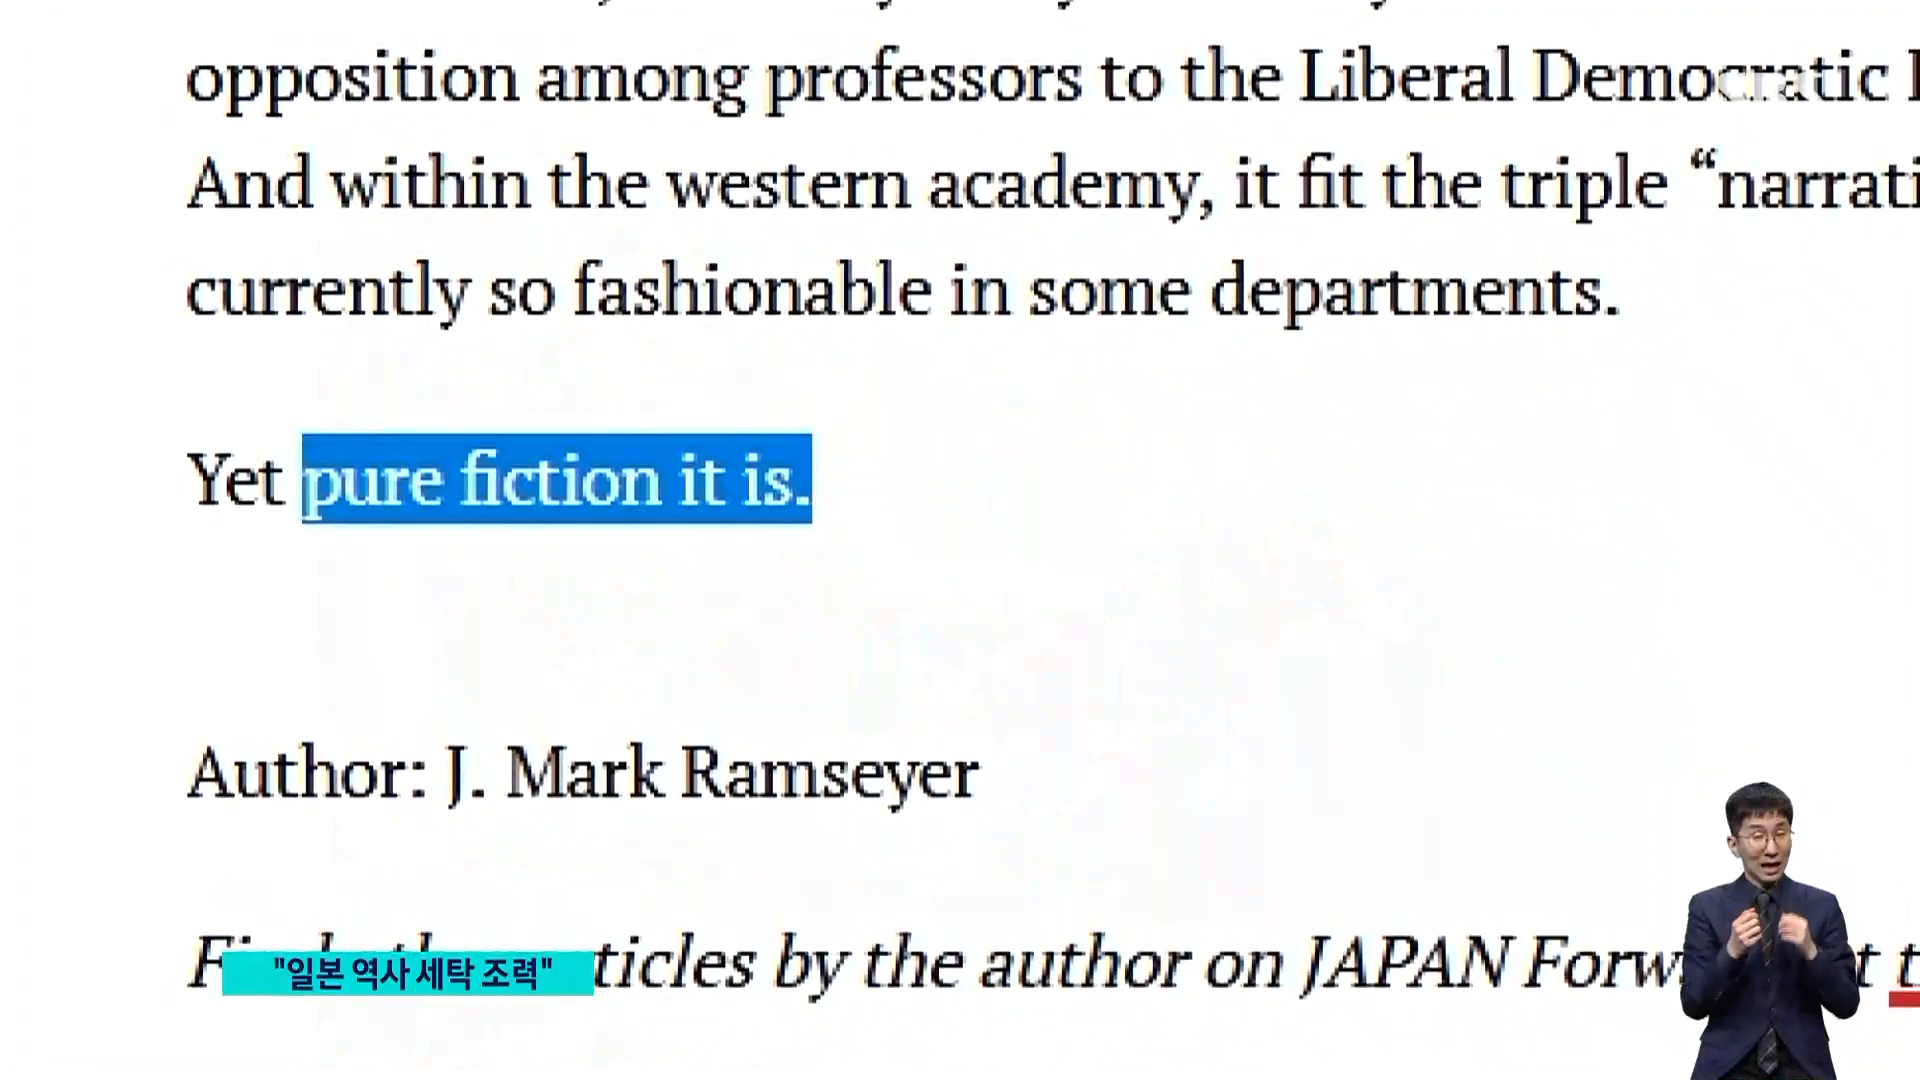 opposition among professors to the Liberal Democratic
And within the western academy, it fit the triple “narrati
currently so fashionable in some departments.
Yet pure fiction it is.
Author: J. Mark Ramseyer
by the author on JAPAN
"일본 역사 세탁 조력"